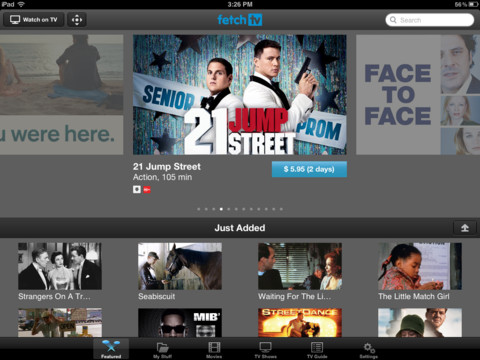 iPad
3:26 PM
56%
Watch on TV
fetch tv
Search
u were here.
SENIOR PROM
21 JUMP STREET
FACE TO FACE
21 Jump Street
$ 5.95 (2 days)
Action, 105 min
Just Added
Strangers On A Tr...
Seabiscuit
Waiting For The Li...
The Little Match Girl
MIB
STREET DANCE
Featured
My Stuff
Movies
TV Shows
TV Guide
Settings